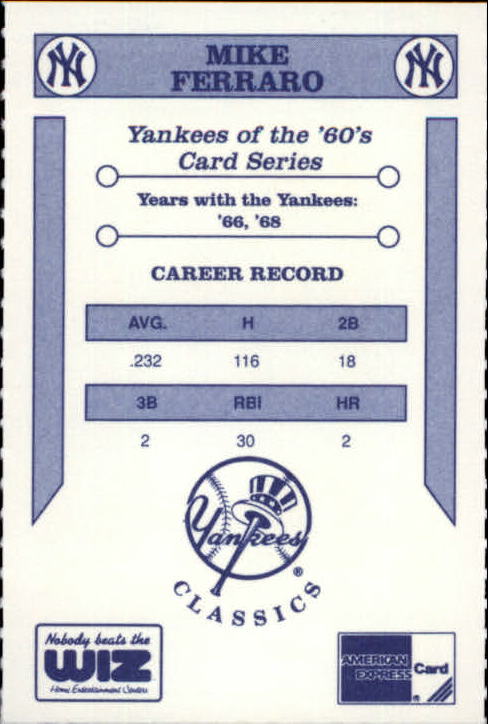 NY
MIKE
FERRARO
NY
Yankees of the '60's
Card Series
Years with the Yankees:
'66, '68
CAREER RECORD
AVG. H 2B
.232 116 18
3B RBI HR
2 30 2
Yankees
®
CLASSICS
Nobody beats the
WIZ
Home Entertainment Centers
AMERICAN
EXPRESS
Card
®